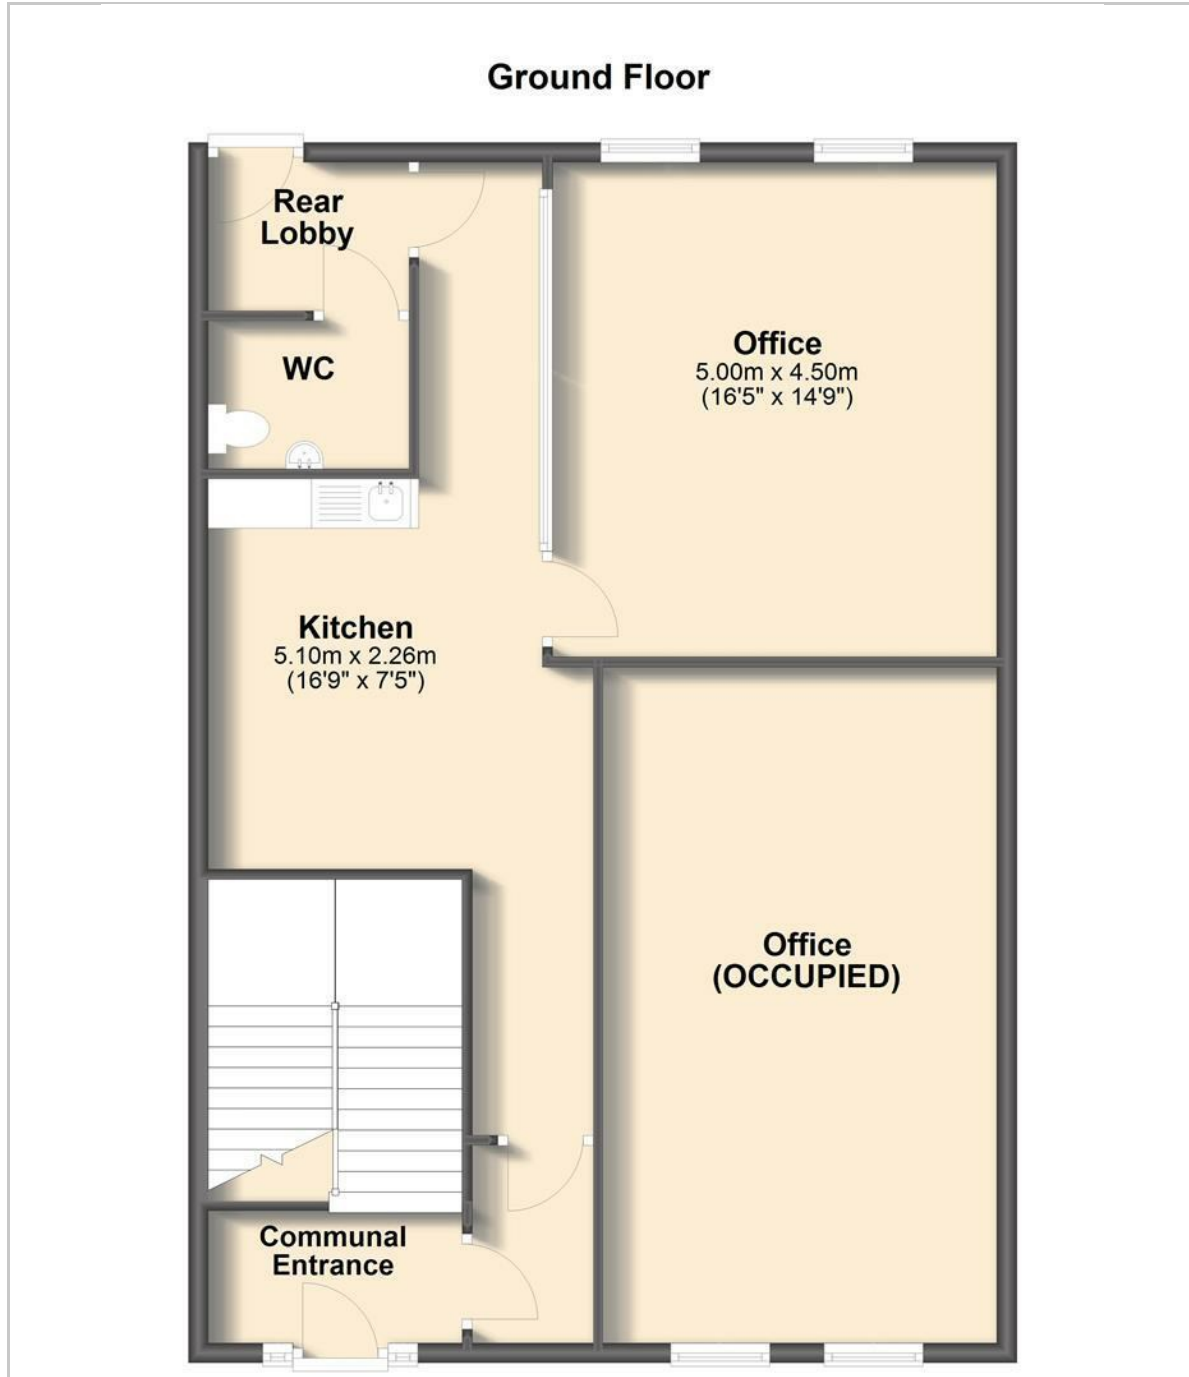 Ground Floor
Rear
Lobby
WC
Office
5.00m x 4.50m
(16'5" x 14'9")
Kitchen
5.10m x 2.26m
(16'9" x 7'5")
Office
(OCCUPIED)
Communal
Entrance